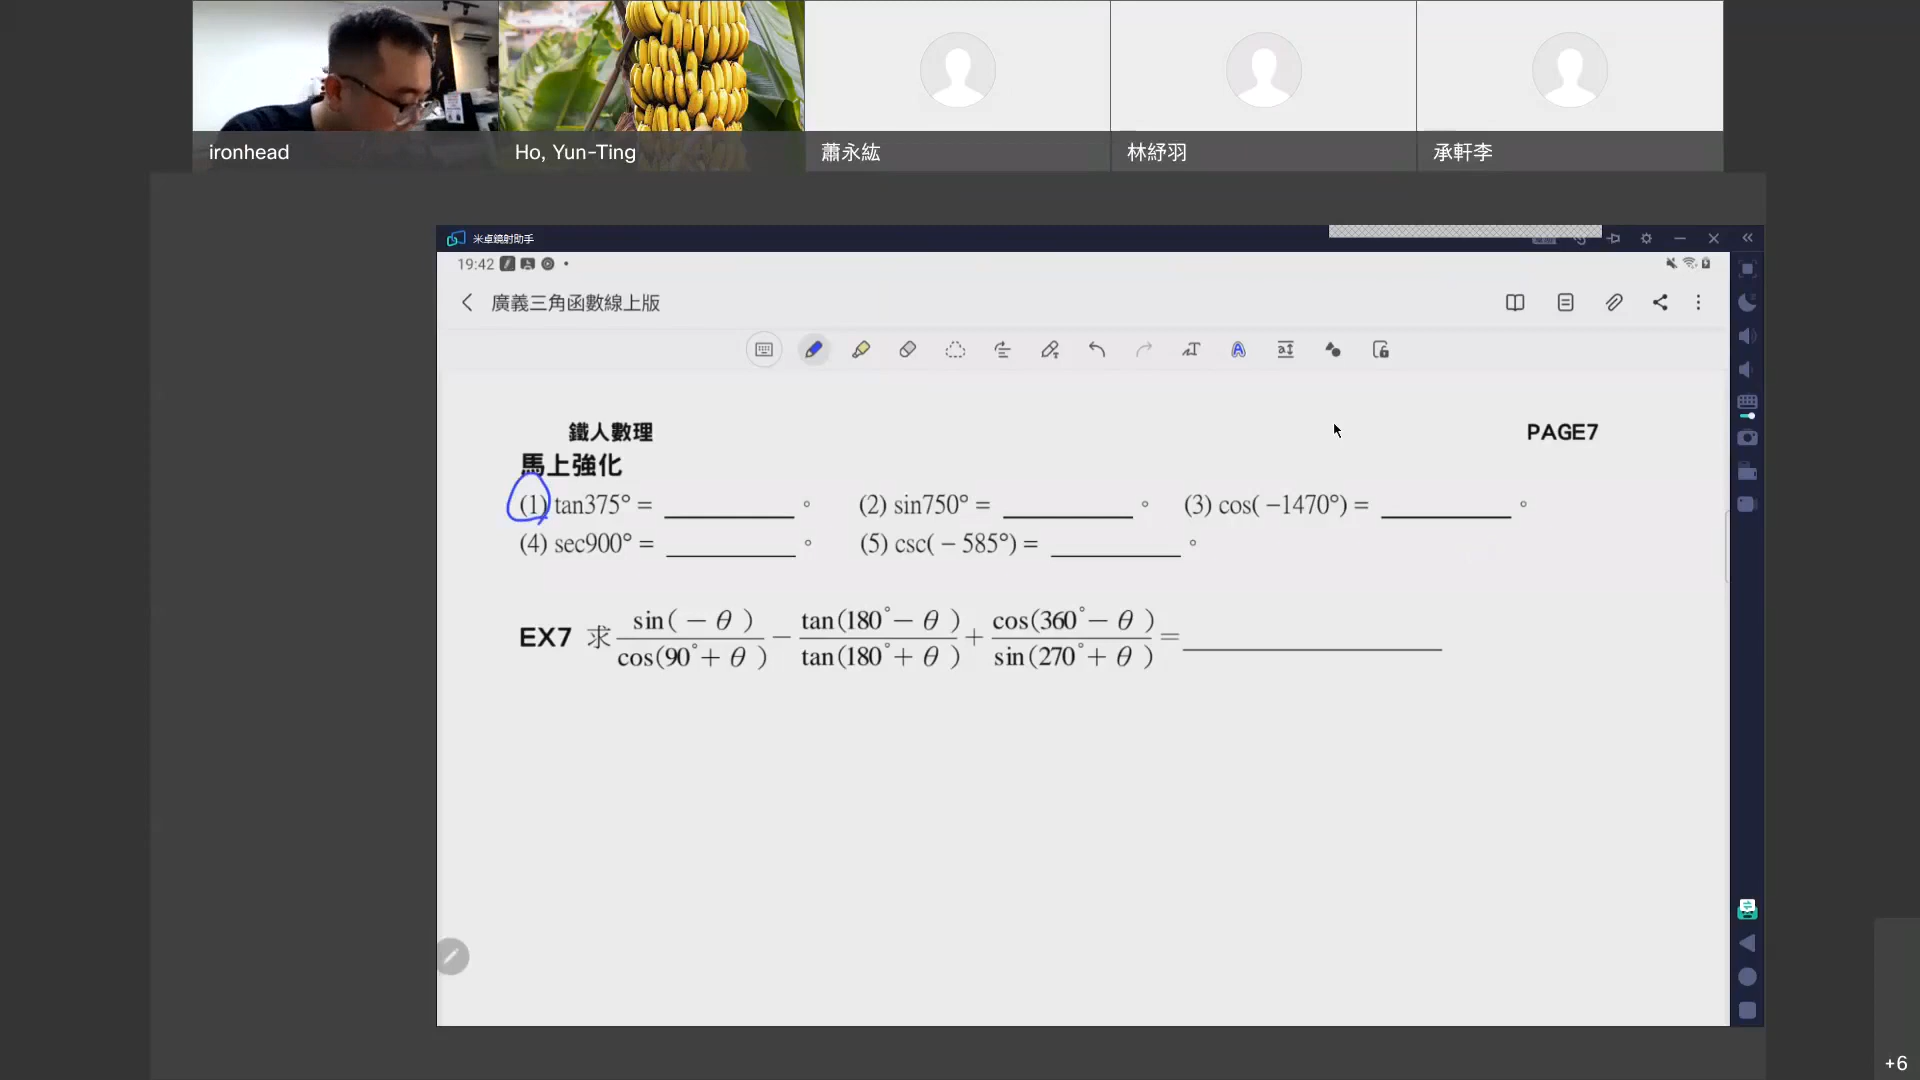 ironhead
Ho, Yun-Ting
蕭永紘
林紓羽
承軒李
米卓鏡射助手
19:42
廣義三角函數線上版
鐵人數理 PAGE7
馬上強化
(1) tan375° = ________ 。 (2) sin750° = ________ 。 (3) cos( −1470°) = ________ 。
(4) sec900° = ________ 。 (5) csc( − 585°) = ________ 。
EX7 求 sin( − θ ) / cos(90° + θ ) − tan(180° − θ ) / tan(180° + θ ) + cos(360° − θ ) / sin(270° + θ ) = ________
+6